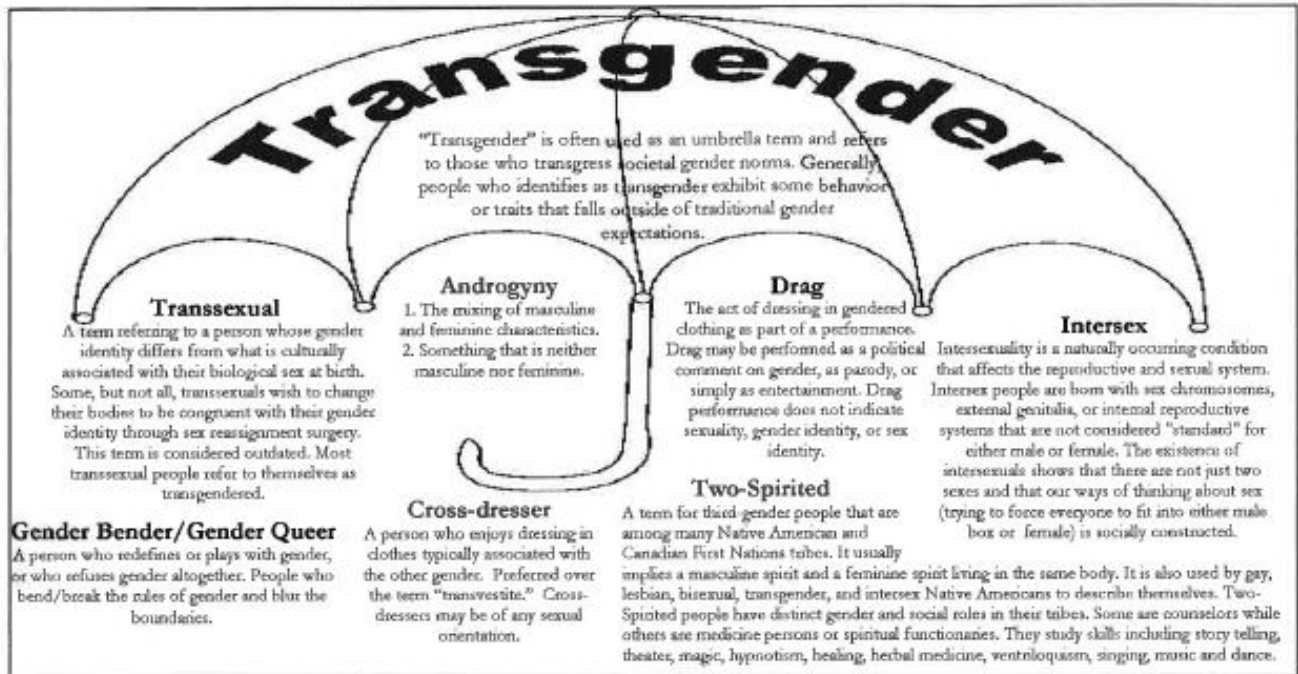 Transgender
"Transgender" is often used as an umbrella term and refers
to those who transgress societal gender norms. Generally,
people who identifies as transgender exhibit some behavior
or traits that falls outside of traditional gender
expectations.
Transsexual
A term referring to a person whose gender
identity differs from what is culturally
associated with their biological sex at birth.
Some, but not all, transsexuals wish to change
their bodies to be congruent with their gender
identity through sex reassignment surgery.
This term is considered outdated. Most
transsexual people refer to themselves as
transgendered.
Androgyny
1. The mixing of masculine
and feminine characteristics.
2. Something that is neither
masculine nor feminine.
Drag
The act of dressing in gendered
clothing as part of a performance.
Drag may be performed as a political
comment on gender, as parody, or
simply as entertainment. Drag
performance does not indicate
sexuality, gender identity, or sex
identity.
Intersex
Intersexuality is a naturally occurring condition
that affects the reproductive and sexual system.
Intersex people are born with sex chromosomes,
external genitalia, or internal reproductive
systems that are not considered "standard" for
either male or female. The existence of
intersexuals shows that there are not just two
sexes and that our ways of thinking about sex
(trying to force everyone to fit into either male
box or female) is socially constructed.
Gender Bender/Gender Queer
A person who redefines or plays with gender,
or who refuses gender altogether. People who
bend/break the rules of gender and blur the
boundaries.
Cross-dresser
A person who enjoys dressing in
clothes typically associated with
the other gender. Preferred over
the term "transvestite." Cross-
dressers may be of any sexual
orientation.
Two-Spirited
A term for third gender people that are
among many Native American and
Canadian First Nations tribes. It usually
implies a masculine spirit and a feminine spirit living in the same body. It is also used by gay,
lesbian, bisexual, transgender, and intersex Native Americans to describe themselves. Two-
Spirited people have distinct gender and social roles in their tribes. Some are counselors while
others are medicine persons or spiritual functionaries. They study skills including story telling,
theater, magic, hypnotism, healing, herbal medicine, ventriloquism, singing, music and dance.